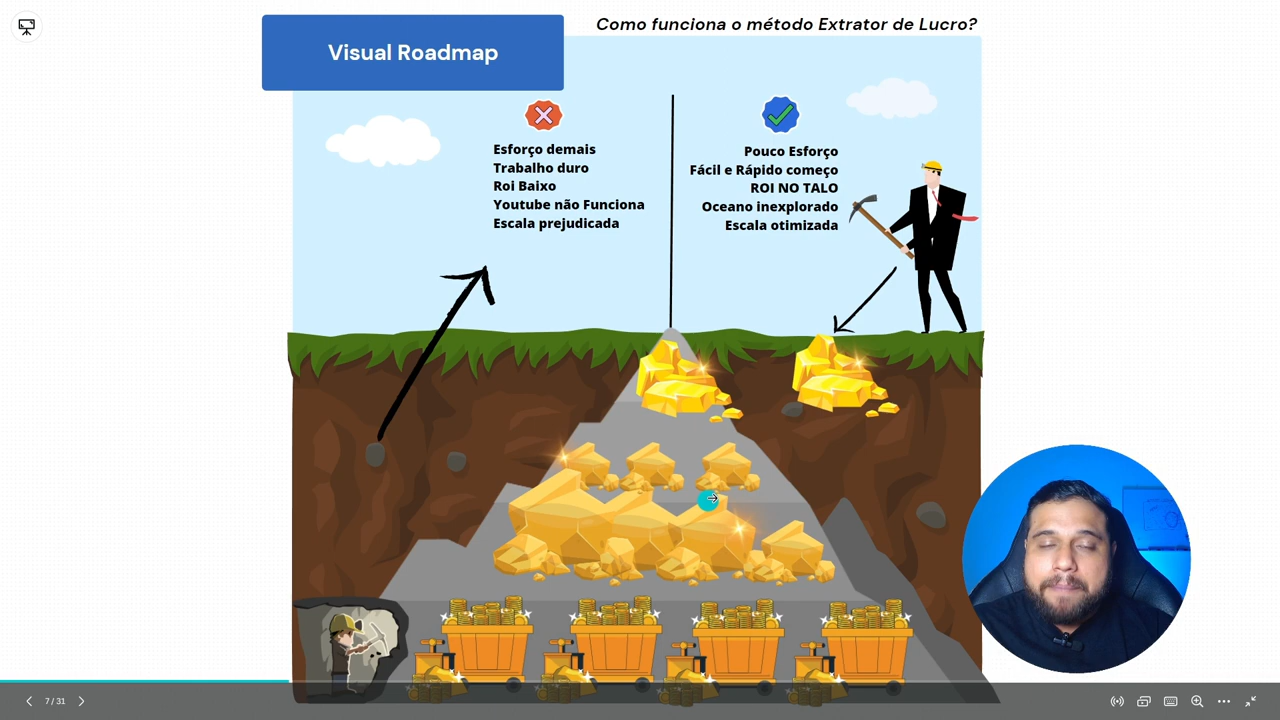 Como funciona o método Extrator de Lucro?
Visual Roadmap
Esforço demais
Trabalho duro
Roi Baixo
Youtube não Funciona
Escala prejudicada
Pouco Esforço
Fácil e Rápido começo
ROI NO TALO
Oceano inexplorado
Escala otimizada
7 / 31